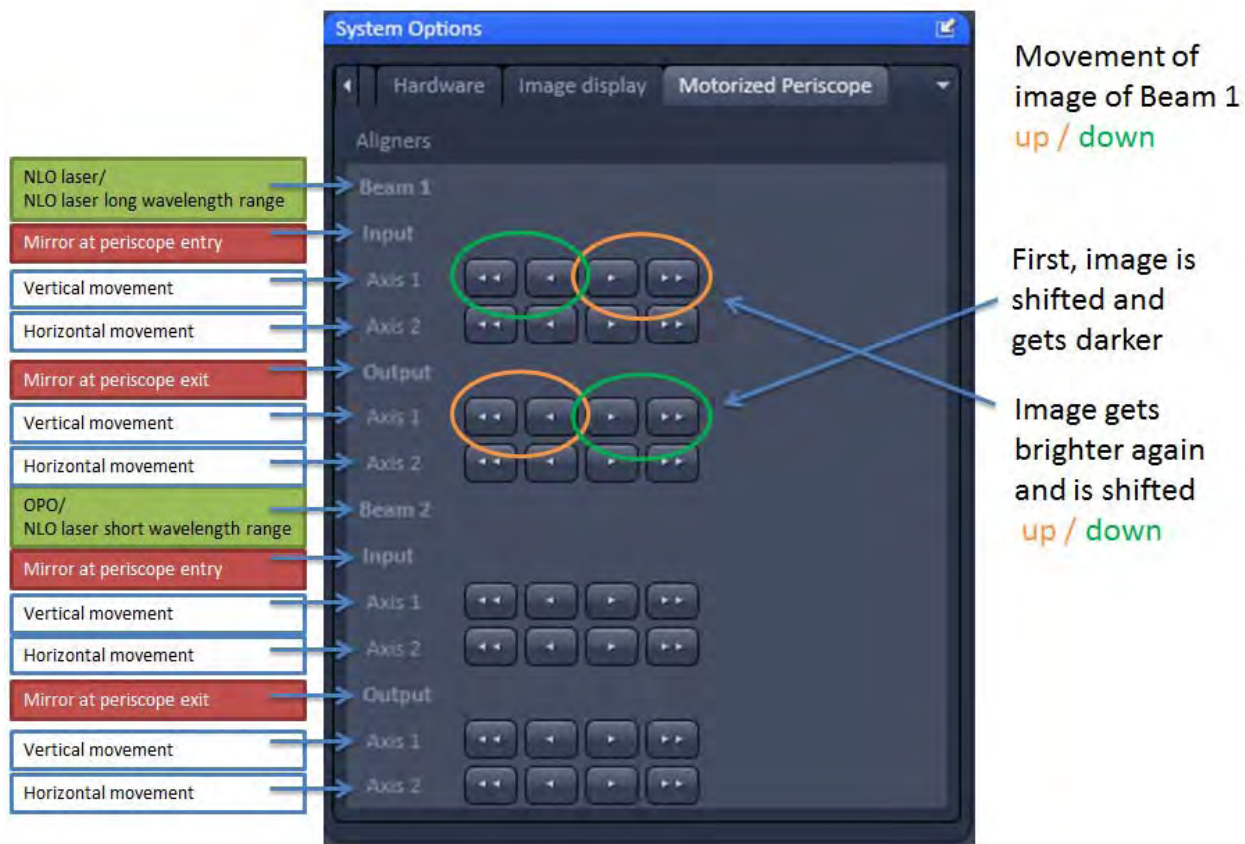 System Options
Hardware Image display Motorized Periscope
Aligners
NLO laser/
NLO laser long wavelength range
Beam 1
Mirror at periscope entry
Input
Vertical movement
Axis 1
Horizontal movement
Axis 2
Mirror at periscope exit
Output
Vertical movement
Axis 1
Horizontal movement
Axis 2
OPO/
NLO laser short wavelength range
Beam 2
Mirror at periscope entry
Input
Vertical movement
Axis 1
Horizontal movement
Axis 2
Mirror at periscope exit
Output
Vertical movement
Axis 1
Horizontal movement
Axis 2
Movement of
image of Beam 1
up / down
First, image is
shifted and
gets darker
Image gets
brighter again
and is shifted
up / down